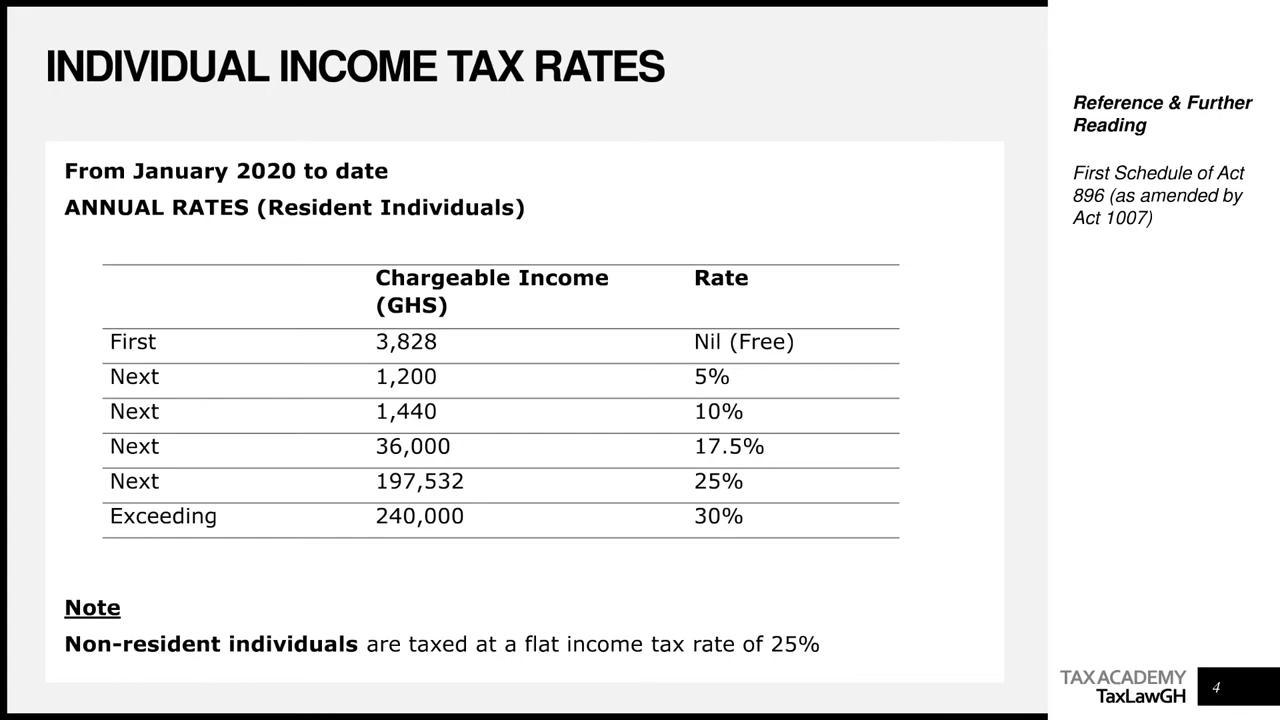 INDIVIDUAL INCOME TAX RATES
From January 2020 to date
ANNUAL RATES (Resident Individuals)
Chargeable Income (GHS) Rate
First 3,828 Nil (Free)
Next 1,200 5%
Next 1,440 10%
Next 36,000 17.5%
Next 197,532 25%
Exceeding 240,000 30%
Note
Non-resident individuals are taxed at a flat income tax rate of 25%
Reference & Further
Reading
First Schedule of Act
896 (as amended by
Act 1007)
TAX ACADEMY
TaxLawGH
4